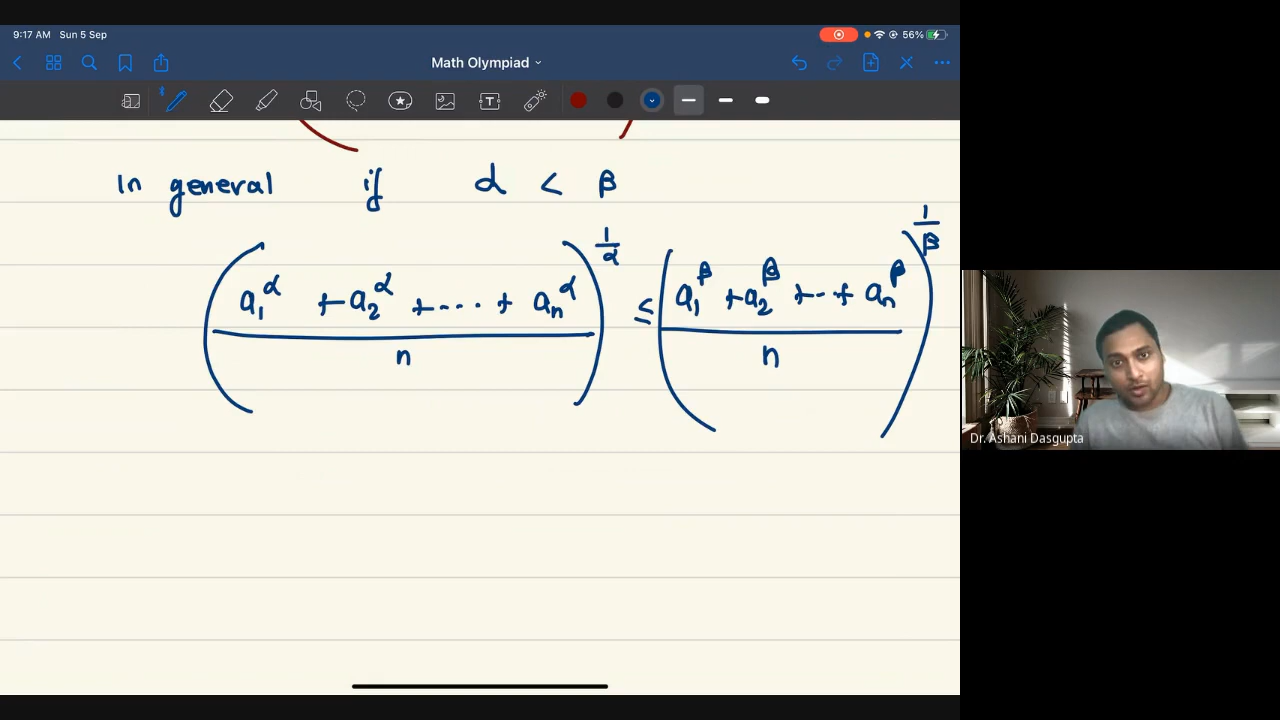 9:17 AM Sun 5 Sep
56%
Math Olympiad
T
In general if α < β
(a₁^α + a₂^α + ... + aₙ^α / n)^(1/α) ≤ (a₁^β + a₂^β + ... + aₙ^β / n)^(1/β)
Dr. Ashani Dasgupta